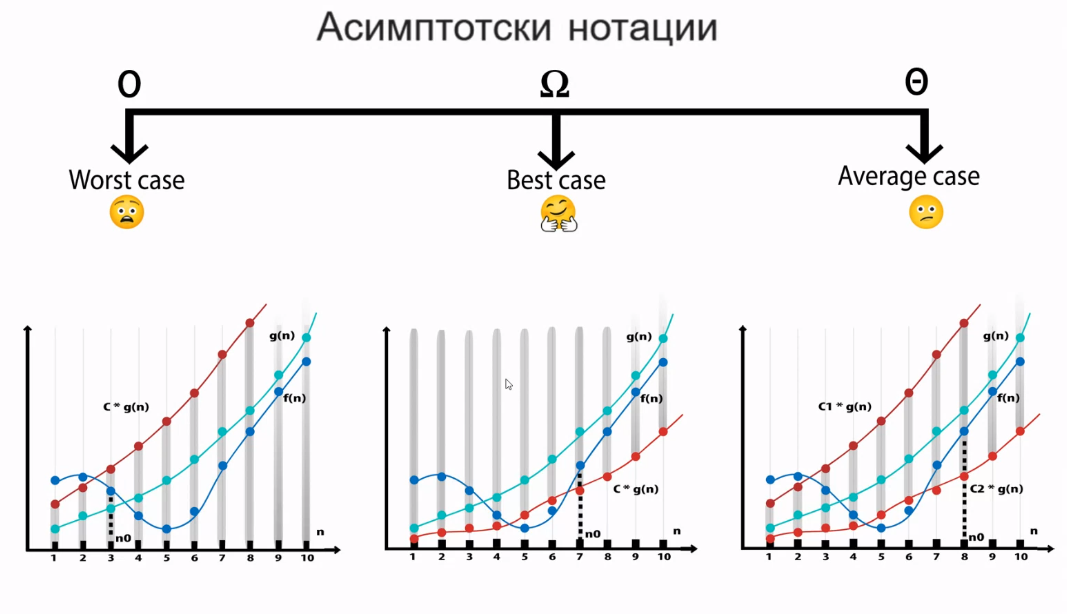 Асимптотски нотации
O Ω Θ
Worst case Best case Average case
g(n) g(n) g(n)
f(n) f(n) f(n)
C * g(n) C1 * g(n)
C * g(n) C2 * g(n)
n0 n n0 n n0 n
1 2 3 4 5 6 7 8 9 10 1 2 3 4 5 6 7 8 9 10 1 2 3 4 5 6 7 8 9 10